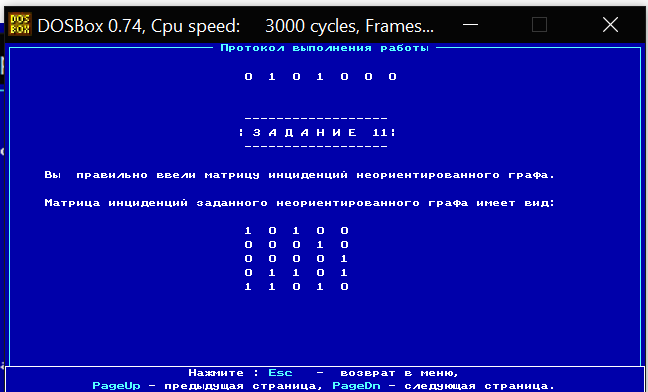 DOSBox 0.74, Cpu speed: 3000 cycles, Frames...
Протокол выполнения работы
0 1 0 1 0 0 0
------------------
¦ З А Д А Н И Е 11¦
------------------
Вы правильно ввели матрицу инциденций неориентированного графа.
Матрица инциденций заданного неориентированного графа имеет вид:
1 0 1 0 0
0 0 0 1 0
0 0 0 0 1
0 1 1 0 1
1 1 0 1 0
Нажмите : Esc - возврат в меню,
PageUp - предыдущая страница, PageDn - следующая страница.